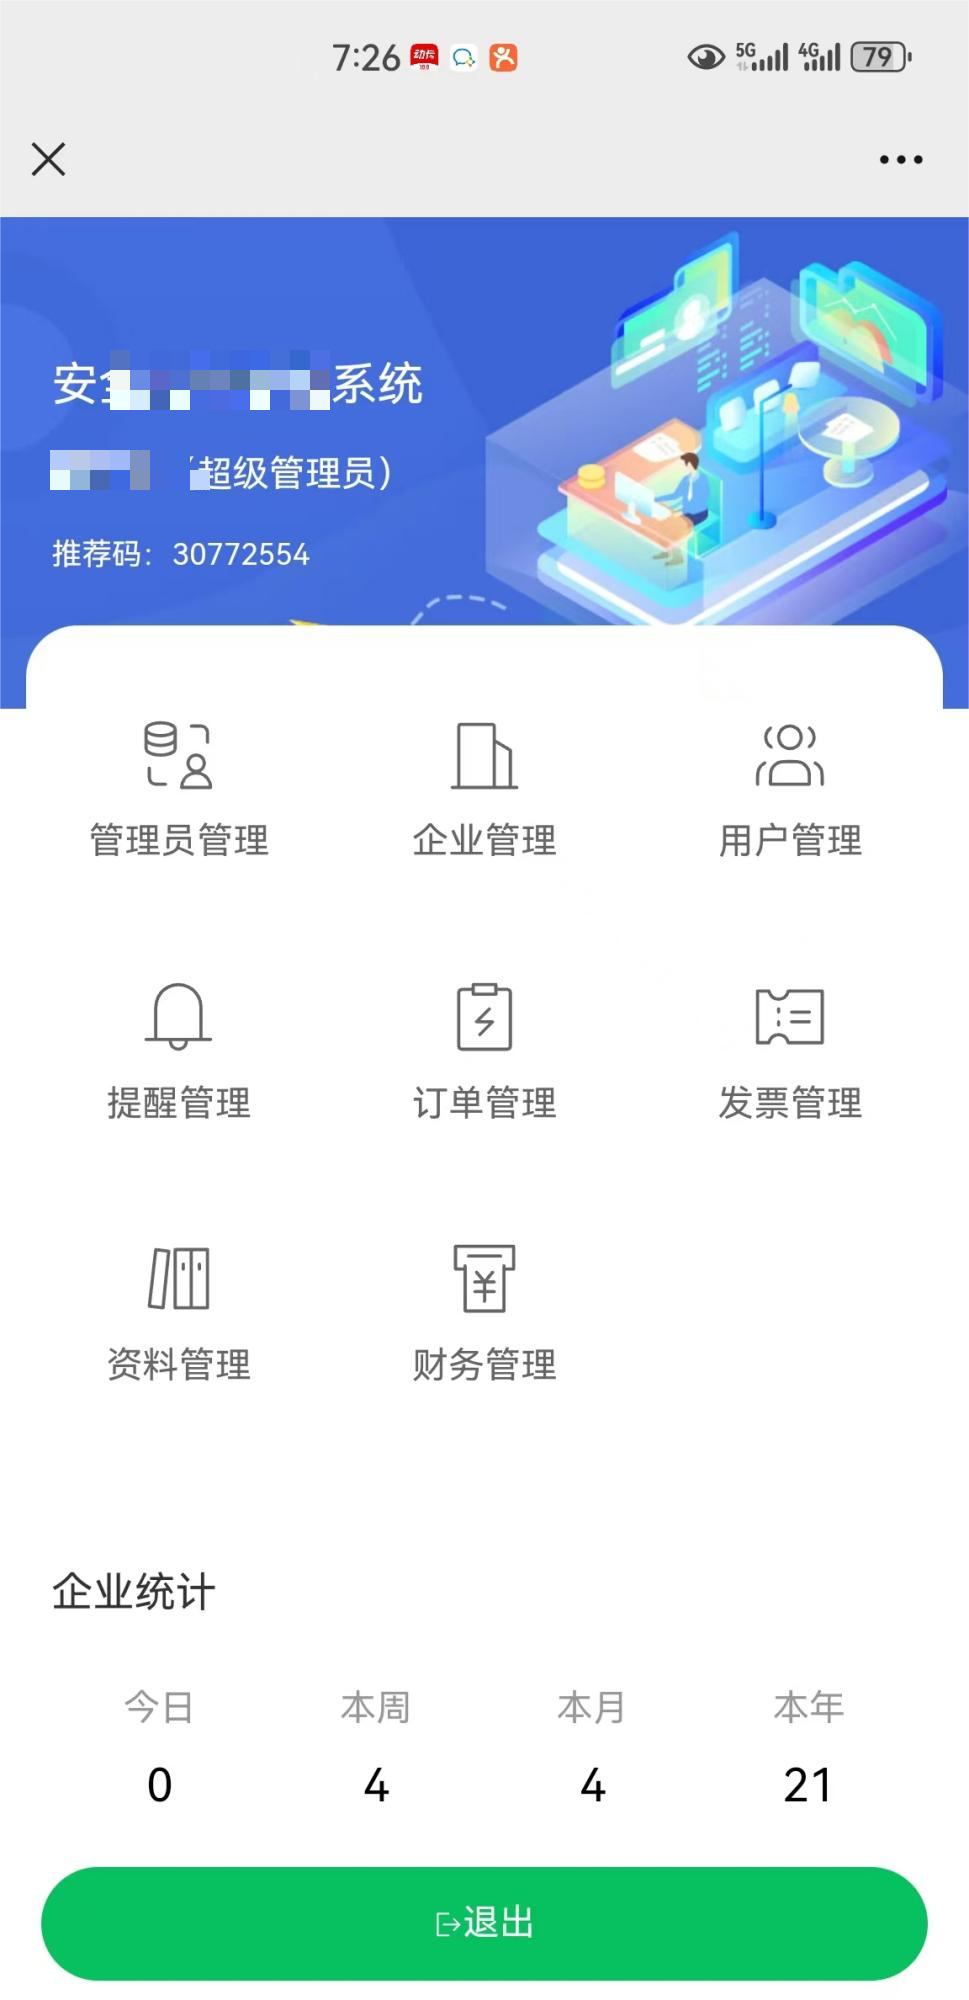 7:26
5G 4G 79
安 系统
超级管理员)
推荐码：30772554
管理员管理 企业管理 用户管理
提醒管理 订单管理 发票管理
资料管理 财务管理
企业统计
今日 本周 本月 本年
0 4 4 21
退出